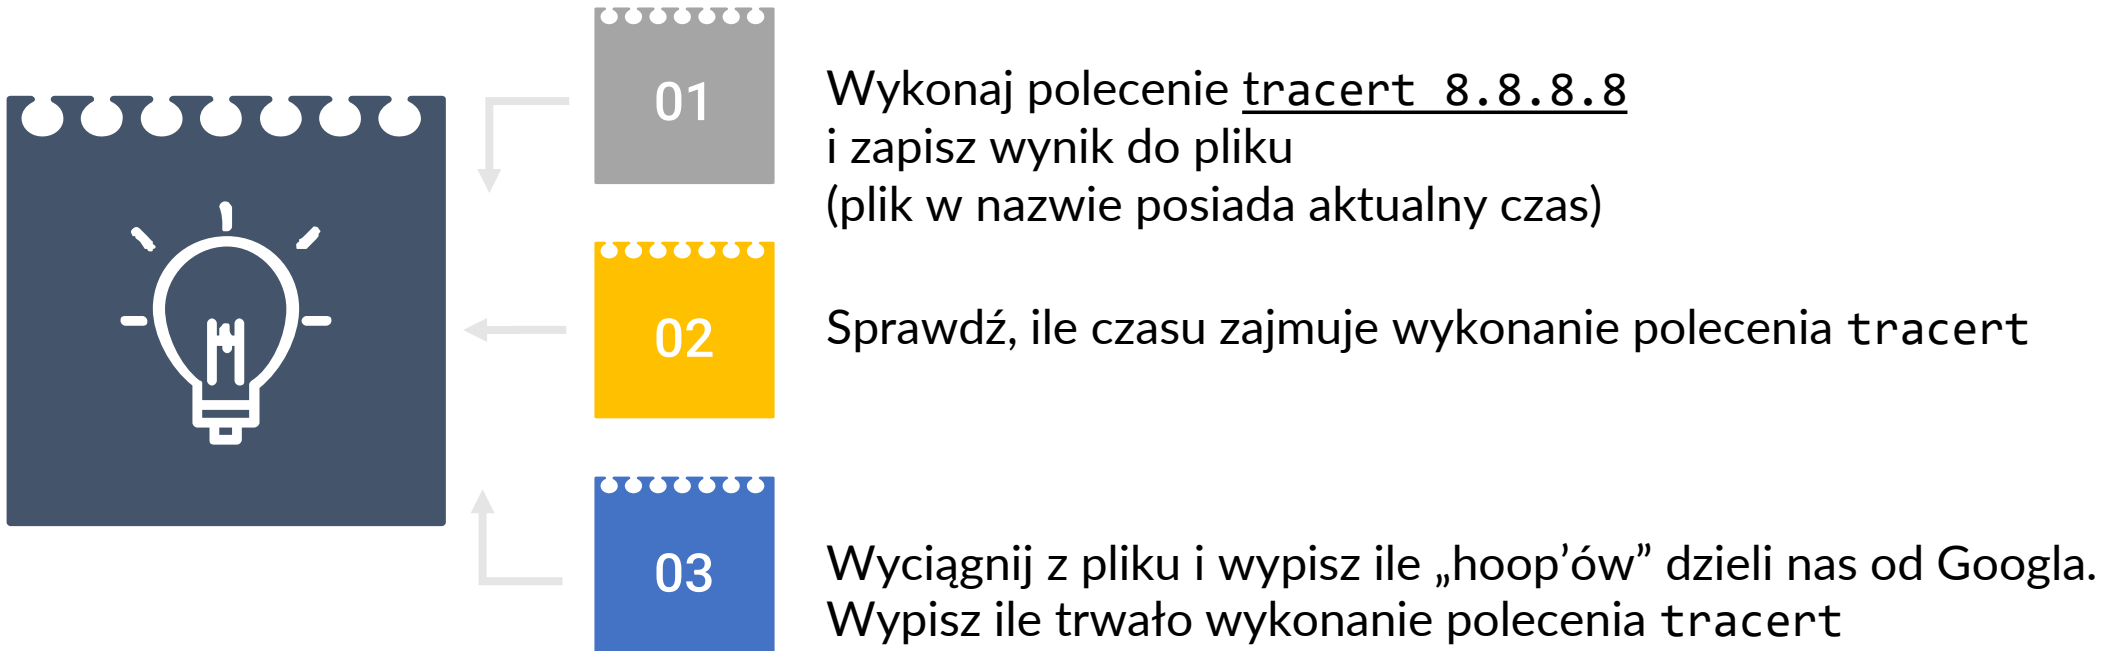 01
Wykonaj polecenie tracert 8.8.8.8
i zapisz wynik do pliku
(plik w nazwie posiada aktualny czas)
02
Sprawdź, ile czasu zajmuje wykonanie polecenia tracert
03
Wyciągnij z pliku i wypisz ile „hoop’ów” dzieli nas od Googla.
Wypisz ile trwało wykonanie polecenia tracert